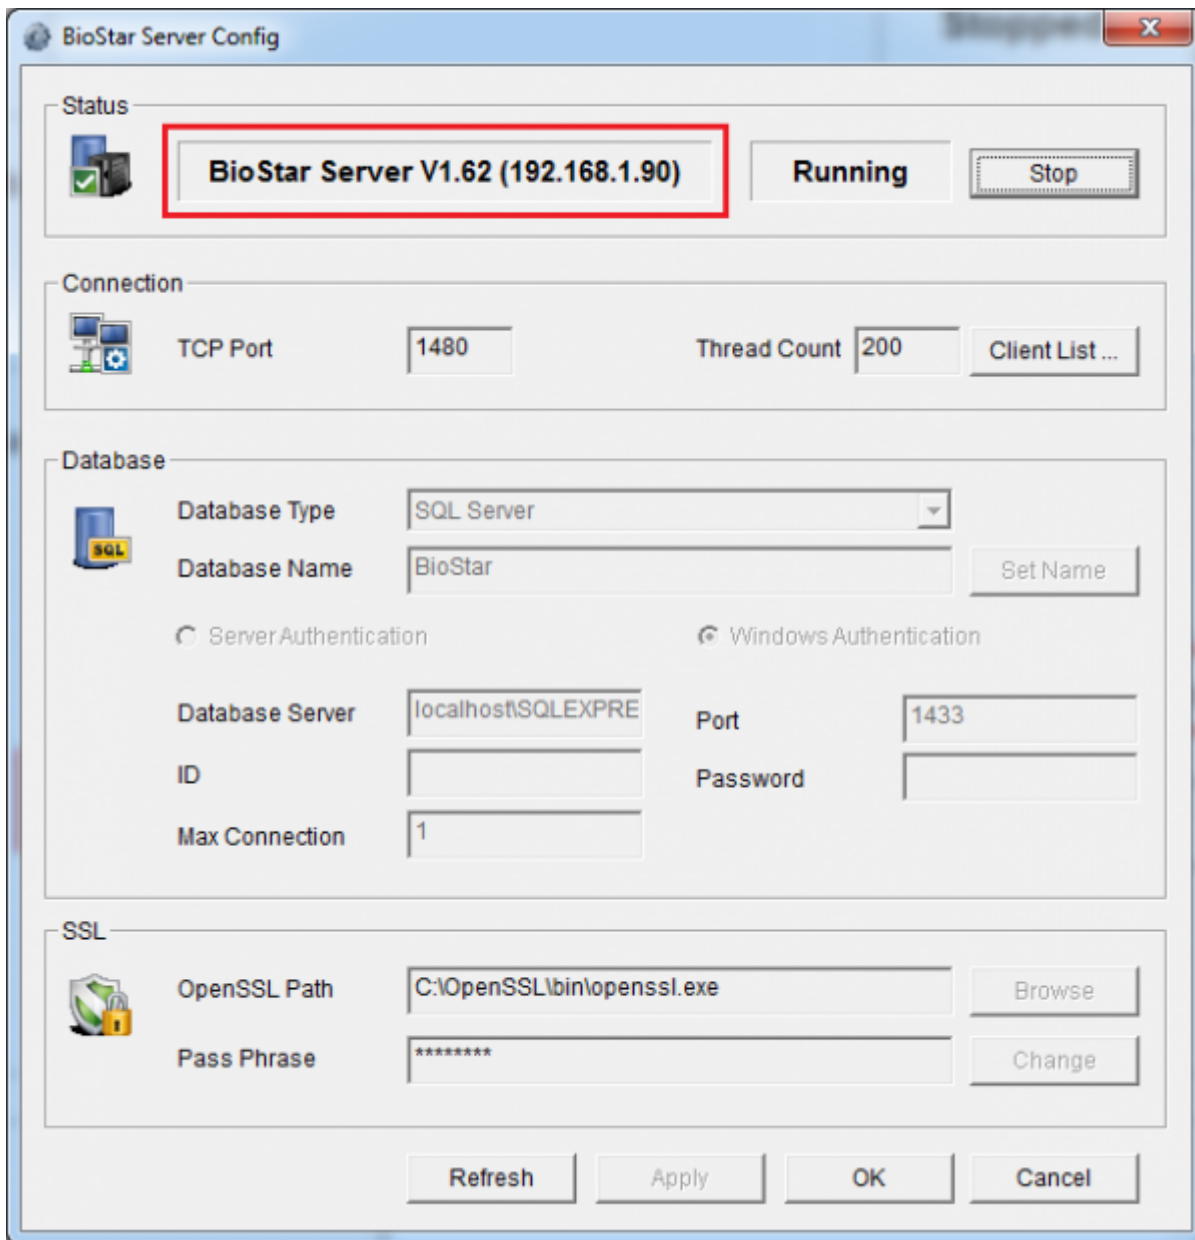 BioStar Server Config
Stopped
Status
BioStar Server V1.62 (192.168.1.90) Running Stop
Connection
TCP Port 1480 Thread Count 200 Client List ...
Database
Database Type SQL Server
Database Name BioStar Set Name
Server Authentication Windows Authentication
Database Server localhost\SQLEXPRE Port 1433
ID Password
Max Connection 1
SSL
OpenSSL Path C:\OpenSSL\bin\openssl.exe Browse
Pass Phrase ******** Change
Refresh Apply OK Cancel
SQL